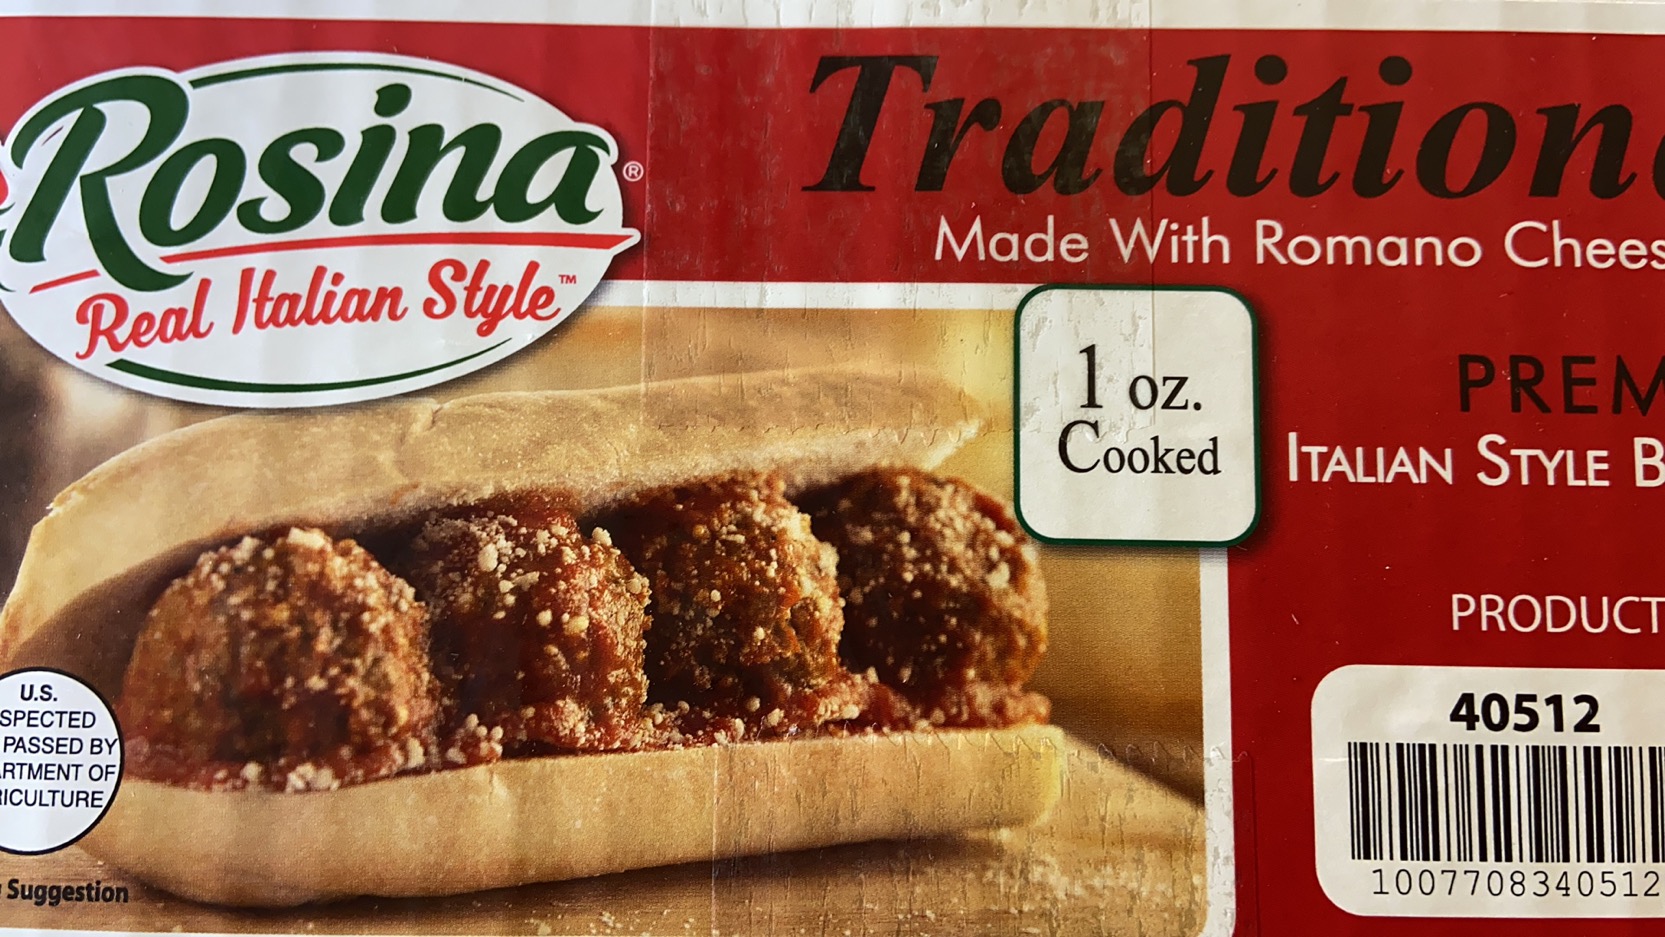 Rosina®
Real Italian Style™
Tradition
Made With Romano Chees
1 oz.
Cooked
PREM
ITALIAN STYLE B
PRODUCT
40512
1007708340512
U.S.
SPECTED
PASSED BY
ARTMENT OF
RICULTURE
Suggestion